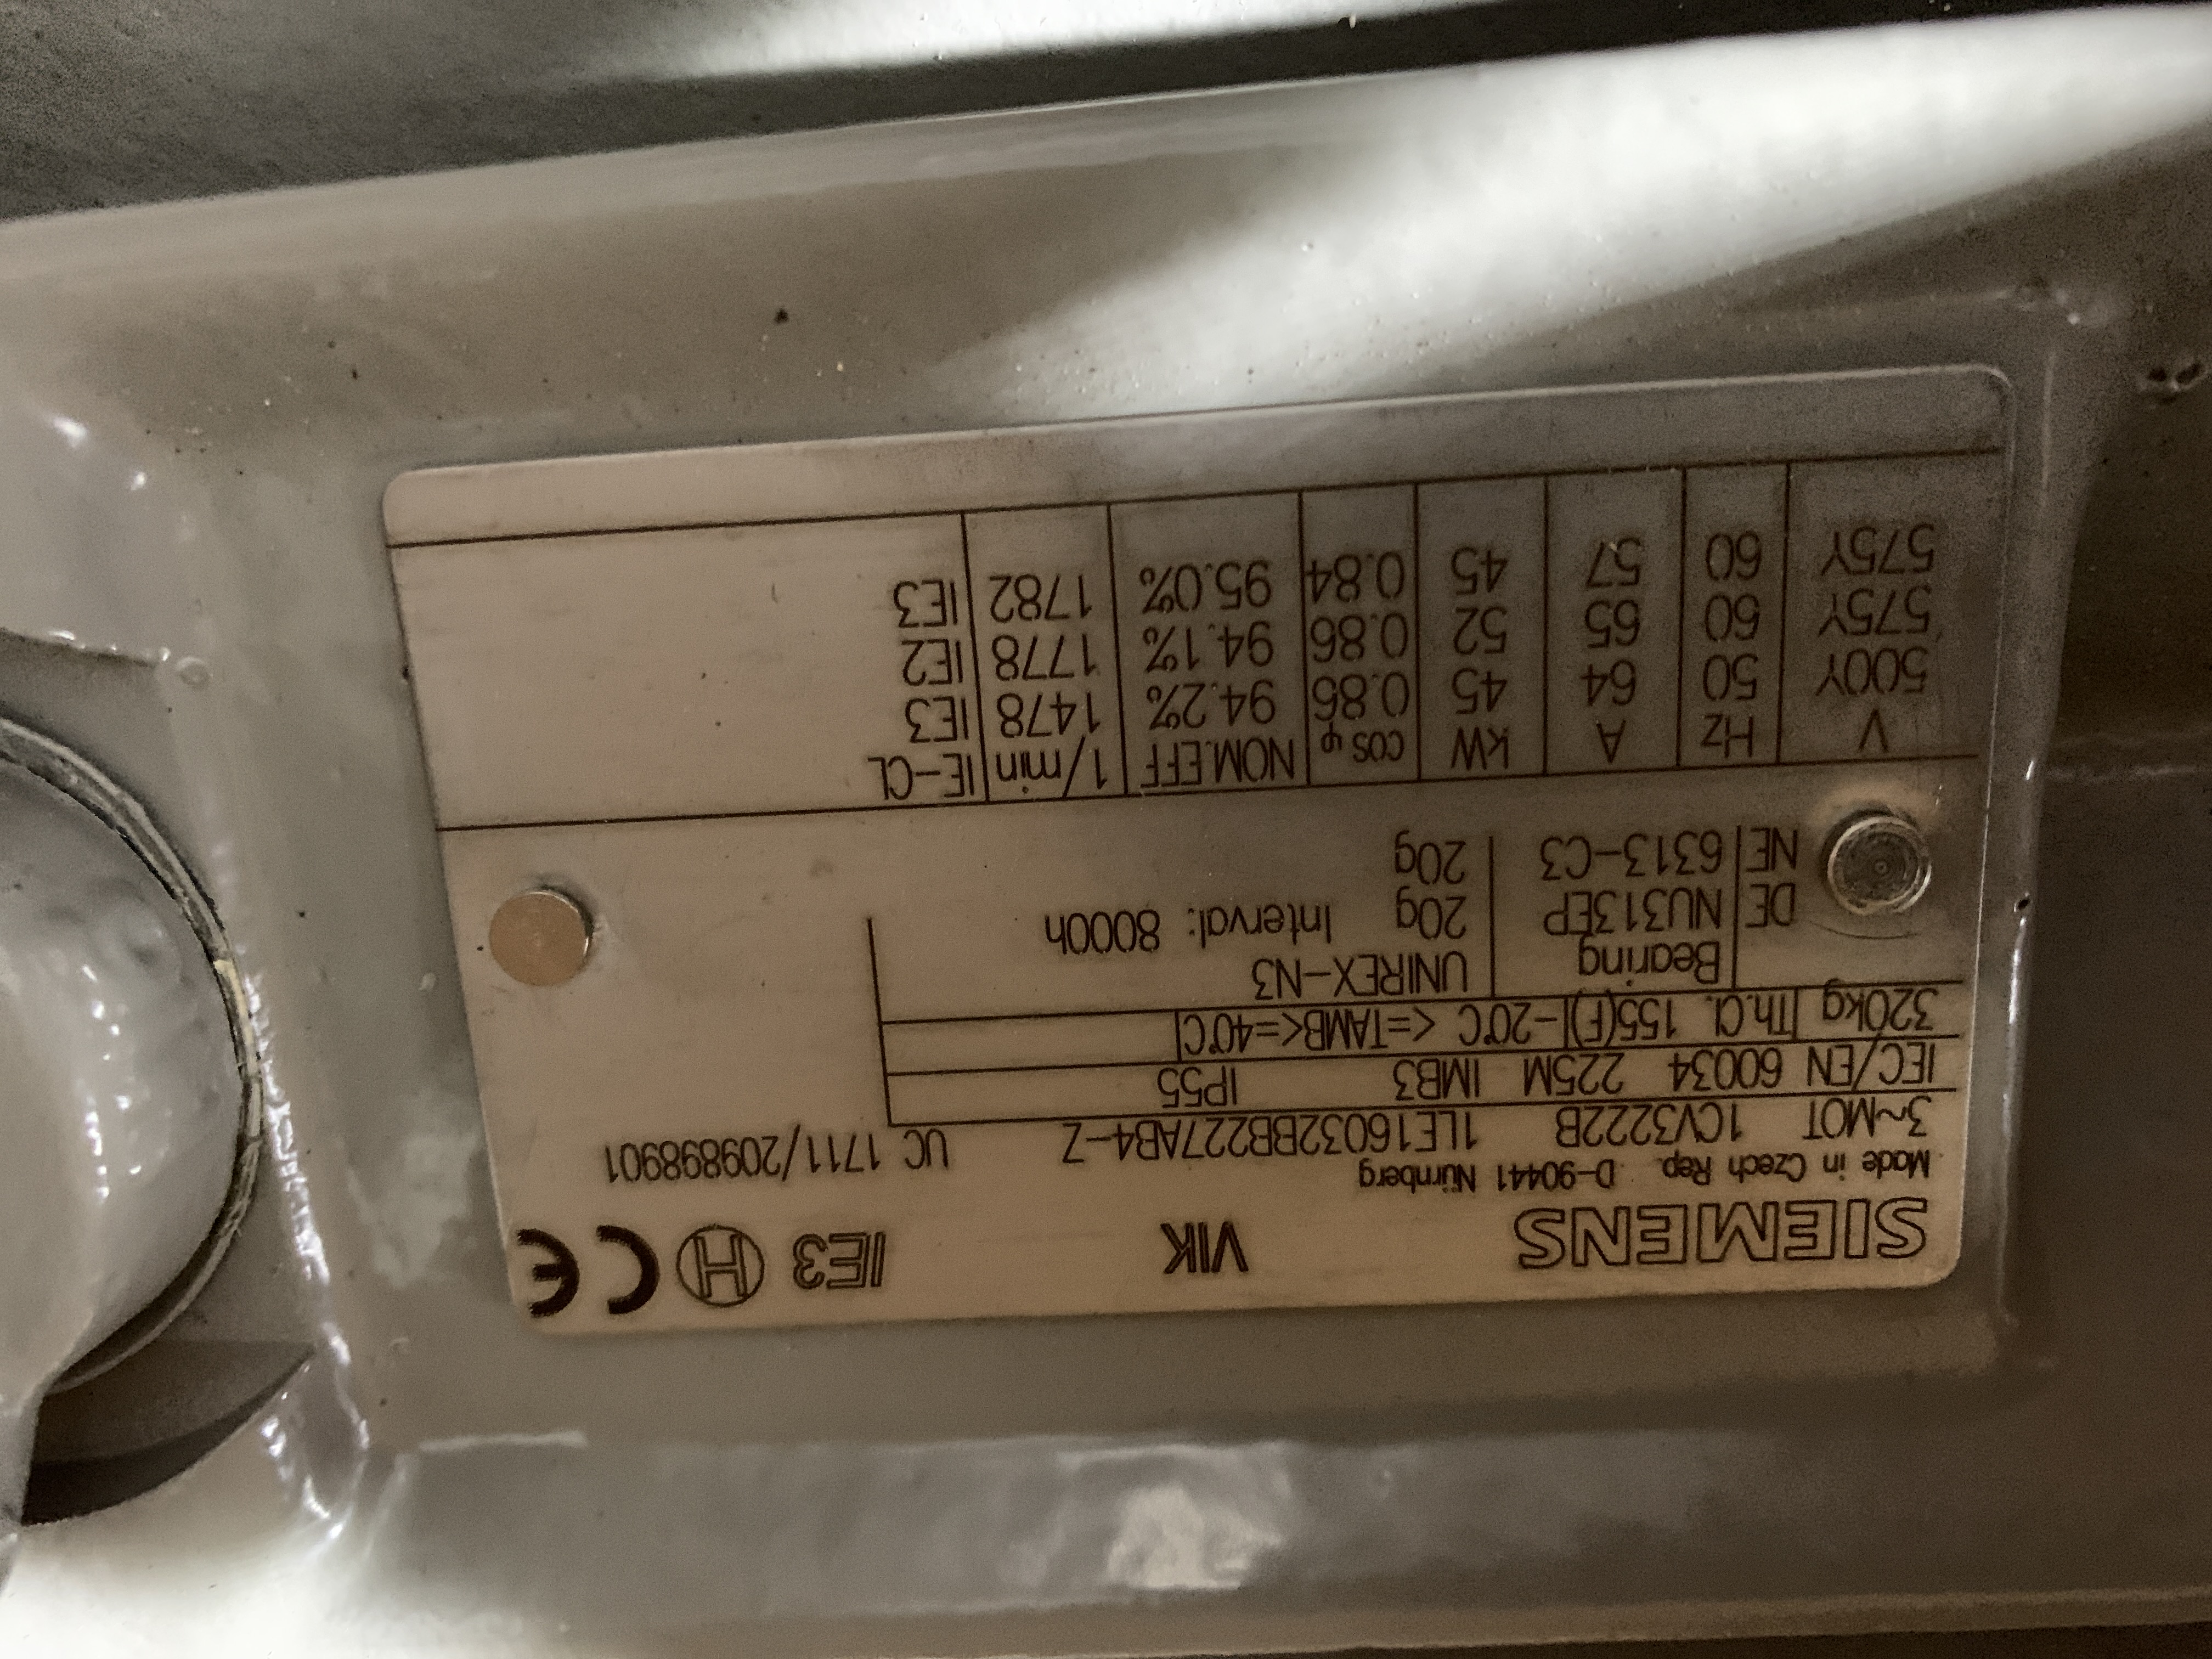 SIEMENS VIK IE3 H CE
Made in Czech Rep. D-90441 Nürnberg
3~MOT 1CV3222B 1LE16032BB227AB4-Z UC 1711/209898901
IEC/EN 60034 225M IMB3 IP55
320kg Th.Cl. 155(F) -20°C <=TAMB<=40°C
Bearing UNIREX-N3
DE NU313EP 20g Interval: 8000h
NE 6313-C3 20g
V Hz A kW cos φ NOM.EFF 1/min IE-CL
500Y 50 64 45 0.86 94.2% 1478 IE3
575Y 60 65 52 0.86 94.1% 1778 IE2
575Y 60 57 45 0.84 95.0% 1782 IE3